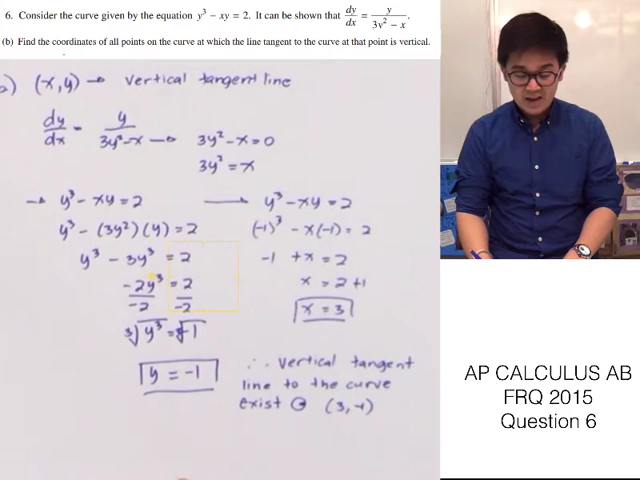 6. Consider the curve given by the equation y³ − xy = 2. It can be shown that dy/dx = y/(3y² − x).
(b) Find the coordinates of all points on the curve at which the line tangent to the curve at that point is vertical.
(x,y) → vertical tangent line
dy/dx = y/(3y²-x) → 3y²-x=0
3y² = x
→ y³ - xy = 2 → y³ - xy = 2
y³ - (3y²)(y) = 2 (-1)³ - x(-1) = 2
y³ - 3y³ = 2 -1 +x = 2
-2y³/-2 = 2/-2 x = 2+1
x = 3
∛y³ = ∛-1
y = -1
∴ vertical tangent
line to the curve
exist @ (3,-1)
AP CALCULUS AB
FRQ 2015
Question 6